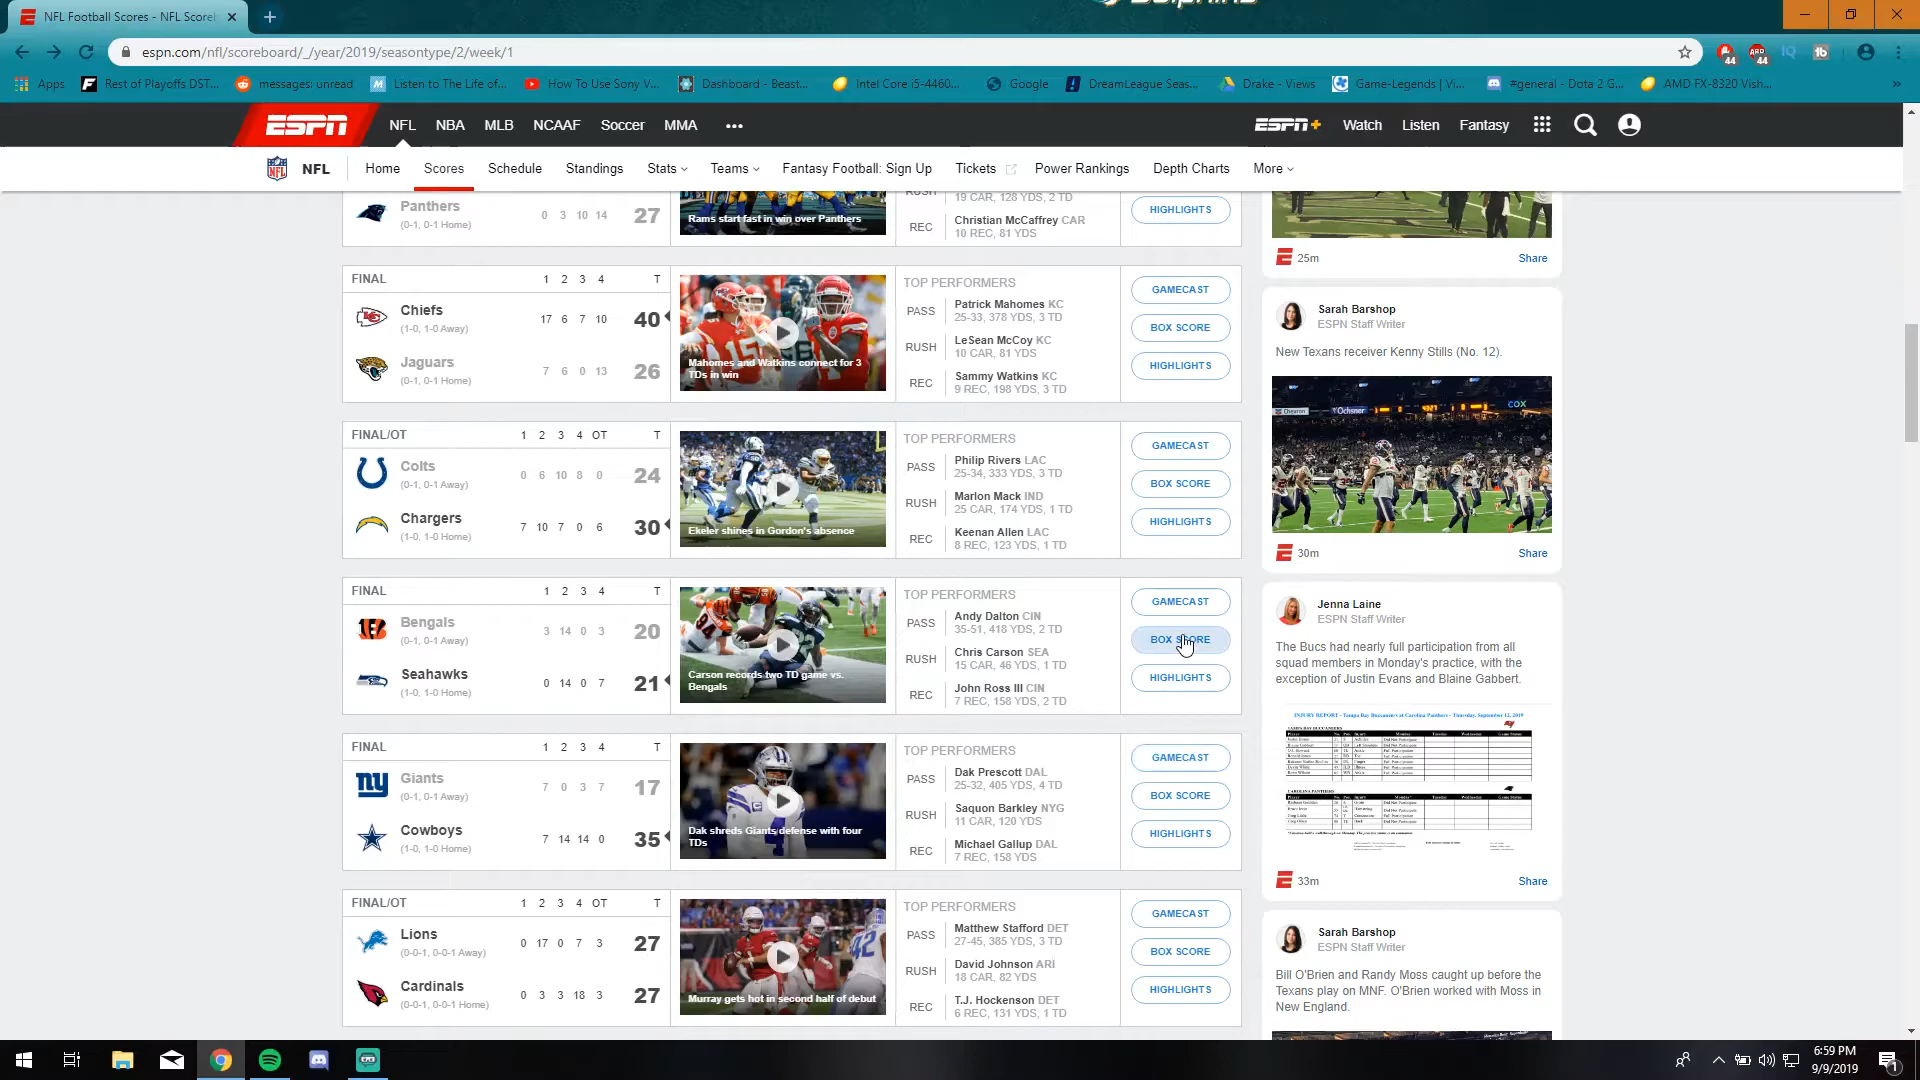 Dolphins
NFL Football Scores - NFL Scoreb
espn.com/nfl/scoreboard/_/year/2019/seasontype/2/week/1
44
44
Apps
Rest of Playoffs DST...
messages: unread
Listen to The Life of...
How To Use Sony V...
Dashboard - Beast...
Intel Core i5-4460...
Google
DreamLeague Seas...
Drake - Views
Game-Legends | Vi...
#general - Dota 2 G...
AMD FX-8320 Vish...
ESPN NFL NBA MLB NCAAF Soccer MMA ESPN+ Watch Listen Fantasy
NFL Home Scores Schedule Standings Stats Teams Fantasy Football: Sign Up Tickets Power Rankings Depth Charts More
Panthers 0 3 10 14 27
(0-1, 0-1 Home)
Rams start fast in win over Panthers
RUSH 19 CAR, 128 YDS, 2 TD
REC Christian McCaffrey CAR
10 REC, 81 YDS
HIGHLIGHTS
FINAL 1 2 3 4 T
Chiefs 17 6 7 10 40
(1-0, 1-0 Away)
Jaguars 7 6 0 13 26
(0-1, 0-1 Home)
Mahomes and Watkins connect for 3
TDs in win
TOP PERFORMERS
PASS Patrick Mahomes KC
25-33, 378 YDS, 3 TD
RUSH LeSean McCoy KC
10 CAR, 81 YDS
REC Sammy Watkins KC
9 REC, 198 YDS, 3 TD
GAMECAST
BOX SCORE
HIGHLIGHTS
FINAL/OT 1 2 3 4 OT T
Colts 0 6 10 8 0 24
(0-1, 0-1 Away)
Chargers 7 10 7 0 6 30
(1-0, 1-0 Home)
Ekeler shines in Gordon's absence
TOP PERFORMERS
PASS Philip Rivers LAC
25-34, 333 YDS, 3 TD
RUSH Marlon Mack IND
25 CAR, 174 YDS, 1 TD
REC Keenan Allen LAC
8 REC, 123 YDS, 1 TD
GAMECAST
BOX SCORE
HIGHLIGHTS
FINAL 1 2 3 4 T
Bengals 3 14 0 3 20
(0-1, 0-1 Away)
Seahawks 0 14 0 7 21
(1-0, 1-0 Home)
Carson records two TD game vs.
Bengals
TOP PERFORMERS
PASS Andy Dalton CIN
35-51, 418 YDS, 2 TD
RUSH Chris Carson SEA
15 CAR, 46 YDS, 1 TD
REC John Ross III CIN
7 REC, 158 YDS, 2 TD
GAMECAST
BOX SCORE
HIGHLIGHTS
FINAL 1 2 3 4 T
Giants 7 0 3 7 17
(0-1, 0-1 Away)
Cowboys 7 14 14 0 35
(1-0, 1-0 Home)
Dak shreds Giants defense with four
TDs
TOP PERFORMERS
PASS Dak Prescott DAL
25-32, 405 YDS, 4 TD
RUSH Saquon Barkley NYG
11 CAR, 120 YDS
REC Michael Gallup DAL
7 REC, 158 YDS
GAMECAST
BOX SCORE
HIGHLIGHTS
FINAL/OT 1 2 3 4 OT T
Lions 0 17 0 7 3 27
(0-0-1, 0-0-1 Away)
Cardinals 0 3 3 18 3 27
(0-0-1, 0-0-1 Home)
Murray gets hot in second half of debut
TOP PERFORMERS
PASS Matthew Stafford DET
27-45, 385 YDS, 3 TD
RUSH David Johnson ARI
18 CAR, 82 YDS
REC T.J. Hockenson DET
6 REC, 131 YDS, 1 TD
GAMECAST
BOX SCORE
HIGHLIGHTS
25m Share
Sarah Barshop
ESPN Staff Writer
New Texans receiver Kenny Stills (No. 12).
Chevron Ochsner COX
30m Share
Jenna Laine
ESPN Staff Writer
The Bucs had nearly full participation from all
squad members in Monday's practice, with the
exception of Justin Evans and Blaine Gabbert.
INJURY REPORT - Tampa Bay Buccaneers at Carolina Panthers - Thursday, September 12, 2019
33m Share
Sarah Barshop
ESPN Staff Writer
Bill O'Brien and Randy Moss caught up before the
Texans play on MNF. O'Brien worked with Moss in
New England.
6:59 PM
9/9/2019
1